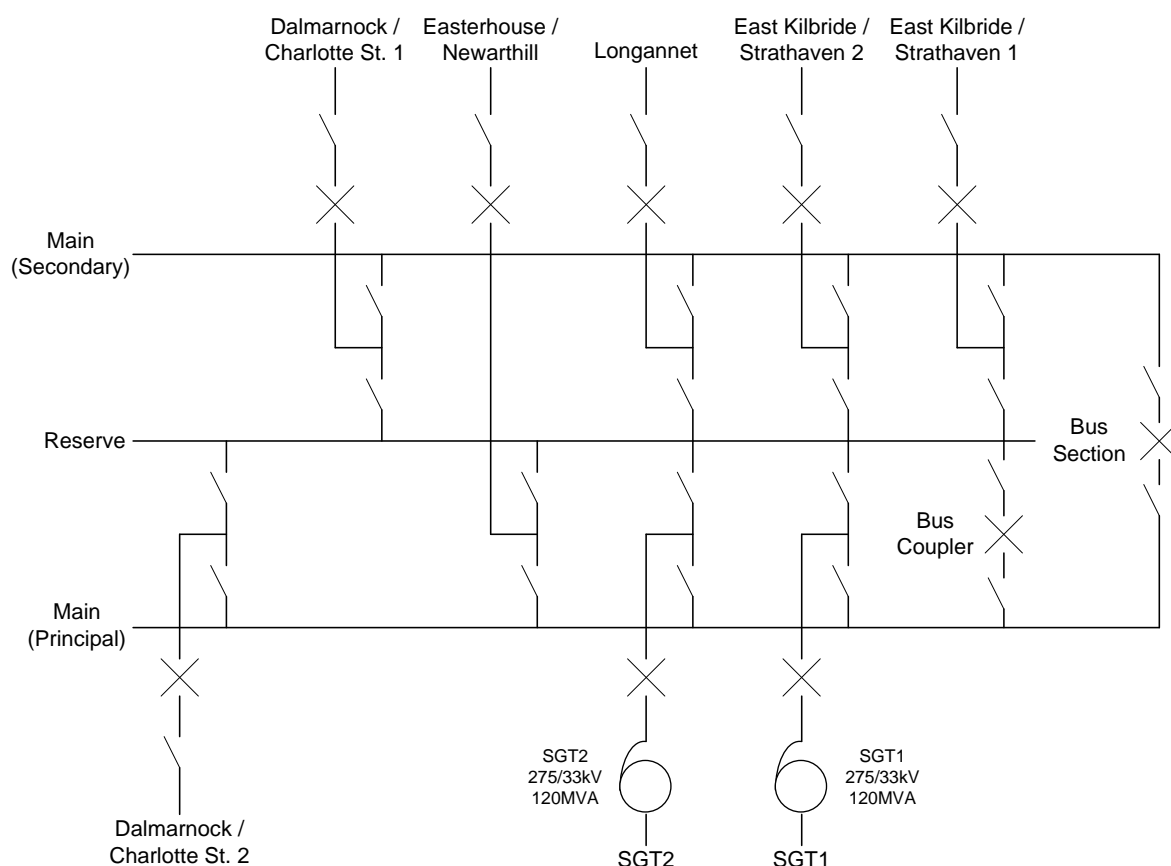 Dalmarnock /
Charlotte St. 1
Easterhouse /
Newarthill
Longannet
East Kilbride /
Strathaven 2
East Kilbride /
Strathaven 1
Main
(Secondary)
Reserve
Bus
Section
Bus
Coupler
Main
(Principal)
SGT2
275/33kV
120MVA
SGT1
275/33kV
120MVA
Dalmarnock /
Charlotte St. 2
SGT2
SGT1